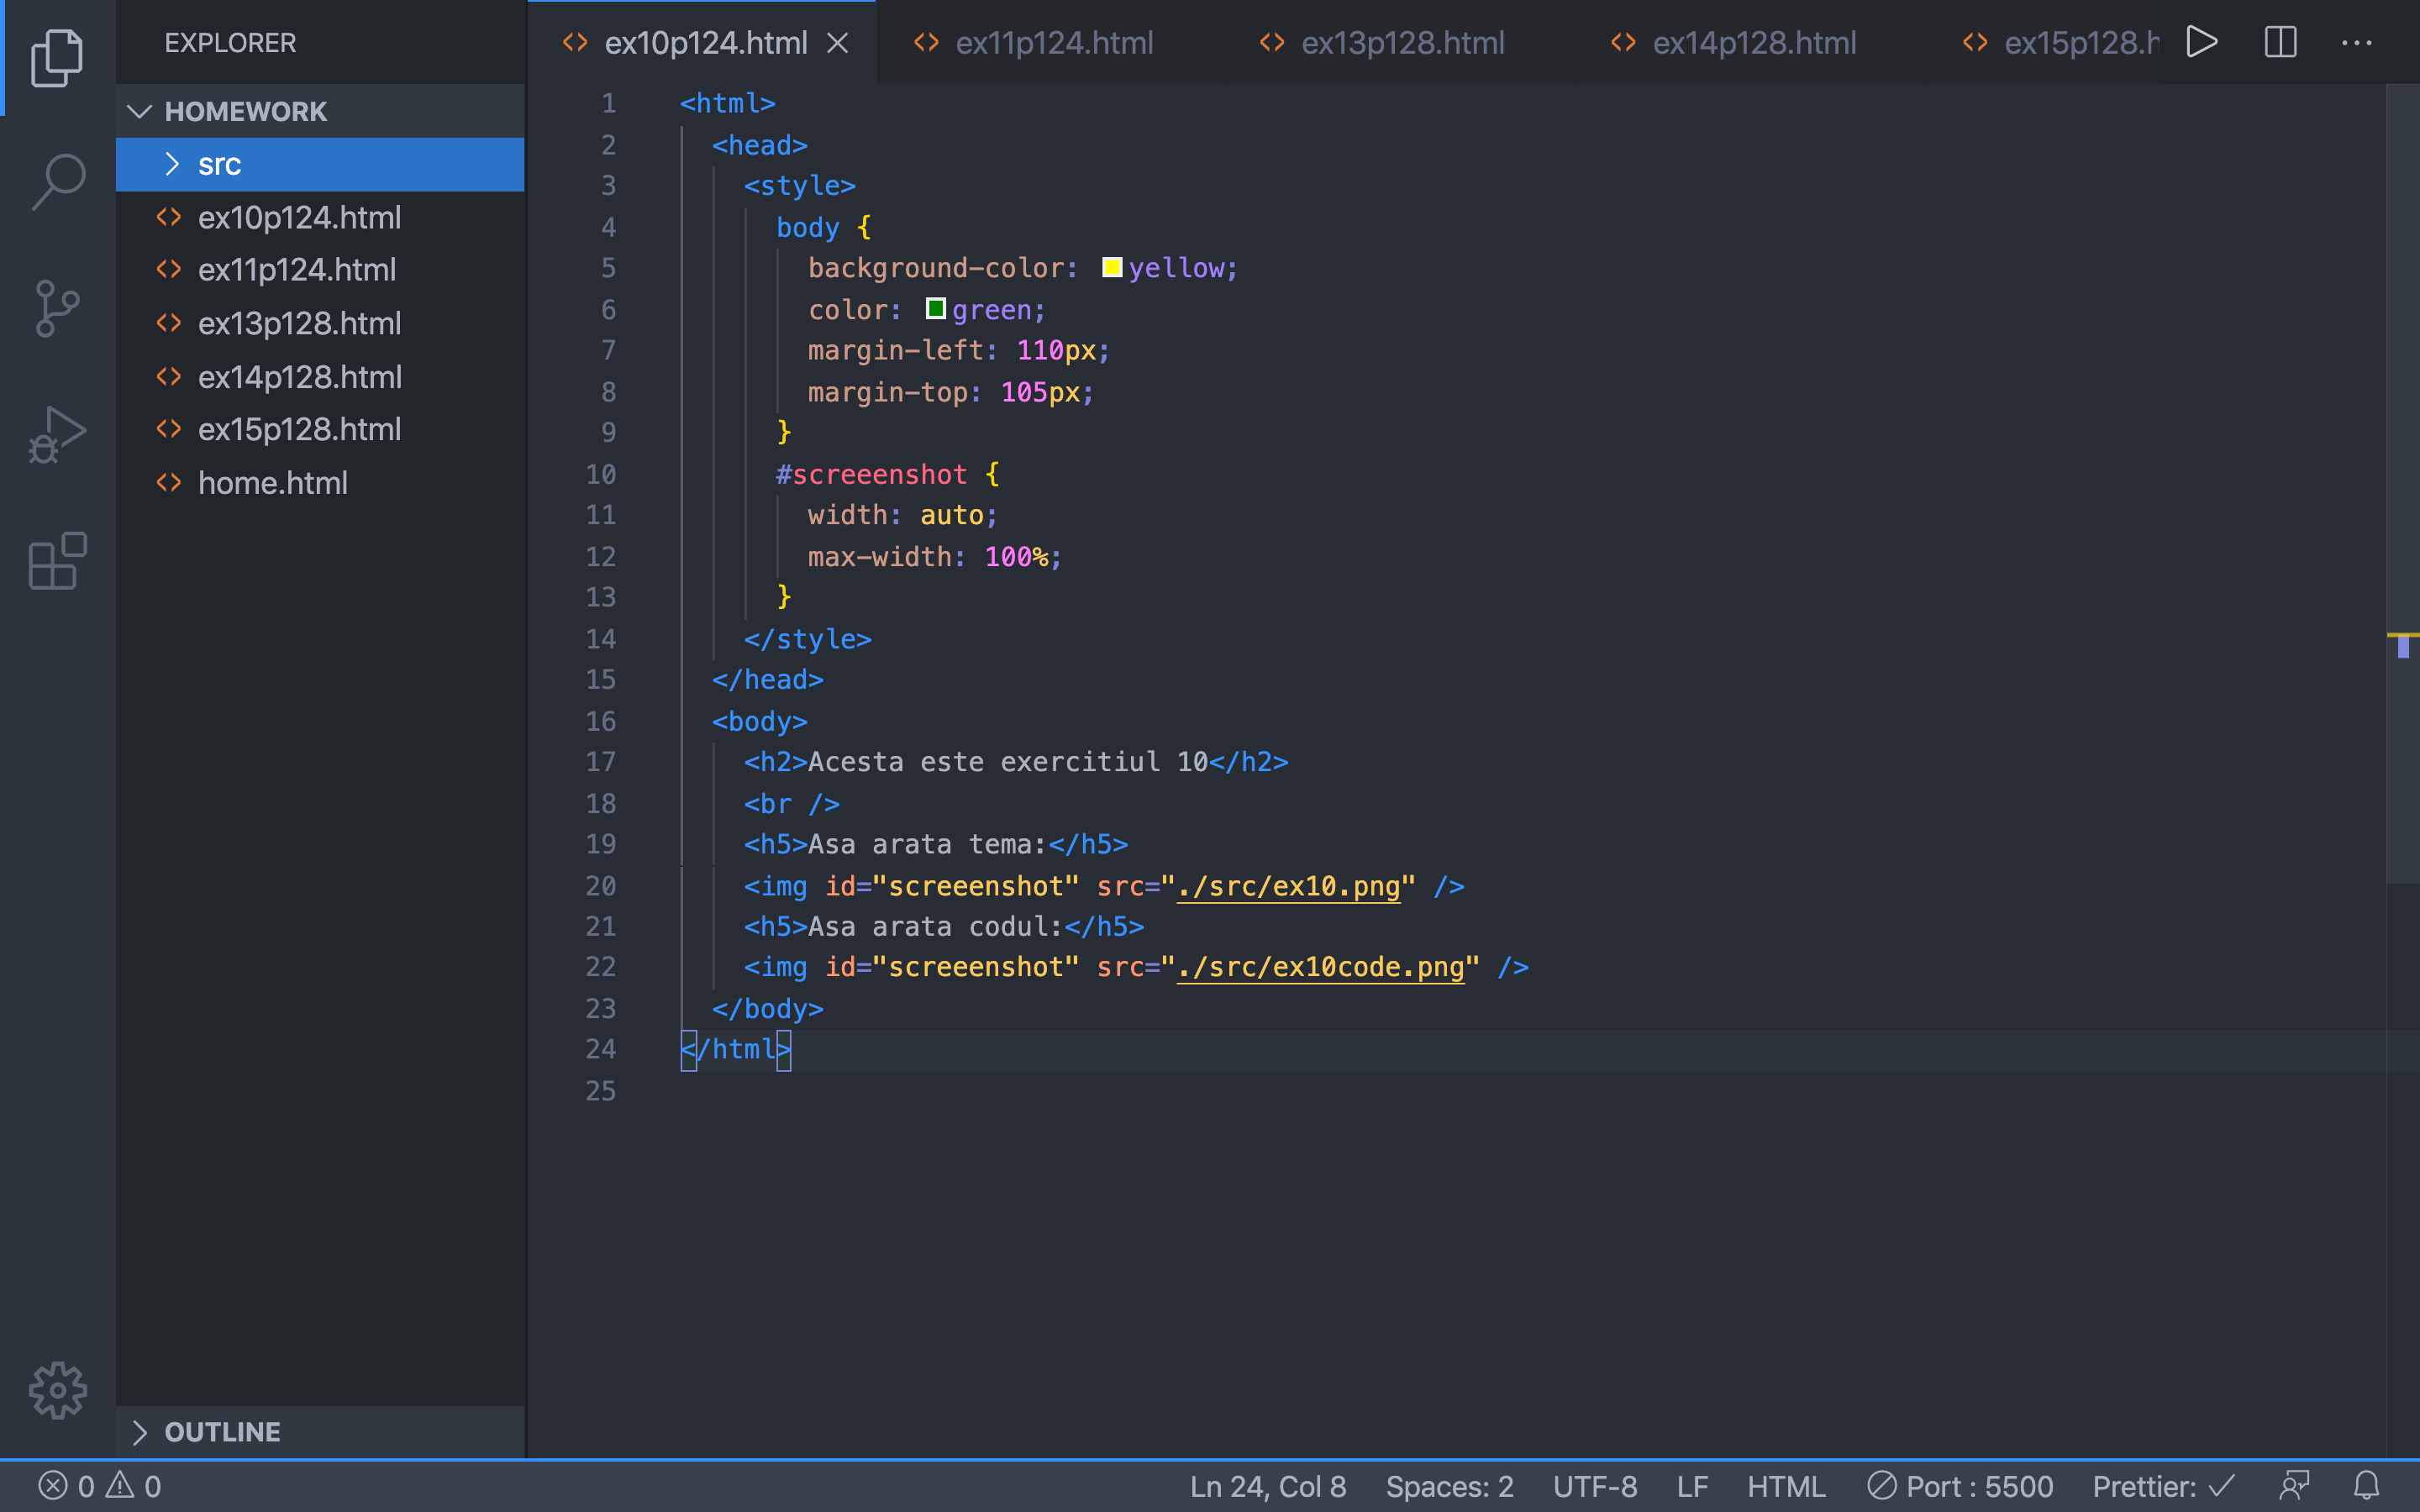 EXPLORER
HOMEWORK
src
ex10p124.html
ex11p124.html
ex13p128.html
ex14p128.html
ex15p128.html
home.html
OUTLINE
ex10p124.html
ex11p124.html
ex13p128.html
ex14p128.html
ex15p128.h
1 <html>
2 <head>
3 <style>
4 body {
5 background-color: yellow;
6 color: green;
7 margin-left: 110px;
8 margin-top: 105px;
9 }
10 #screeenshot {
11 width: auto;
12 max-width: 100%;
13 }
14 </style>
15 </head>
16 <body>
17 <h2>Acesta este exercitiul 10</h2>
18 <br />
19 <h5>Asa arata tema:</h5>
20 <img id="screeenshot" src="./src/ex10.png" />
21 <h5>Asa arata codul:</h5>
22 <img id="screeenshot" src="./src/ex10code.png" />
23 </body>
24 </html>
25
0 0 Ln 24, Col 8 Spaces: 2 UTF-8 LF HTML Port : 5500 Prettier: